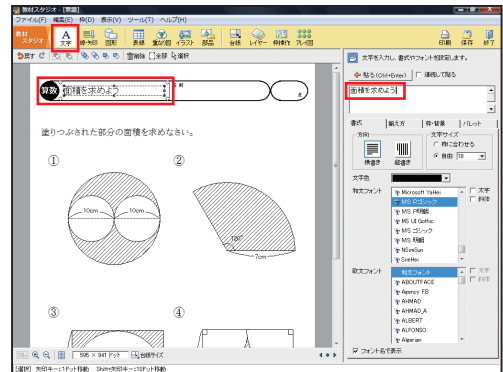 教材スタジオ - [無題]
ファイル(F) 編集(E) 枠(D) 表示(V) ツール(T) ヘルプ(H)
教材
スタジオ
文字 線・矢印 図形 表 罫線 重ね図 イラスト 部品 台紙 レイヤー 枠操作 印刷 保存 終了
戻す 削除 全部 選択
算数 面積を求めよう
点
塗りつぶされた部分の面積を求めなさい。
① ②
10cm 10cm
120°
7cm
③ ④
文字を入力し、書式やフォントを設定します。
貼る(Ctrl+Enter) 連続して貼る
面積を求めよう
書式 揃え方 枠・背景 パレット
方向 文字サイズ
横書き 縦書き
枠に合わせる
自由 18
文字色
和文フォント
Microsoft YaHei
MS Pゴシック
MS P明朝
MS UI Gothic
MS ゴシック
MS 明朝
NSimSun
SimHei
太字
斜体
欧文フォント
和文フォント
ABOUTFACE
Agency FB
AHMAD
AHMAD_A
ALBERT
ALFONSO
Algerian
太字
斜体
フォント名で表示
595 × 841 ドット 台紙サイズ
[選択] 矢印キー:1ドット移動 Shift+矢印キー:10ドット移動